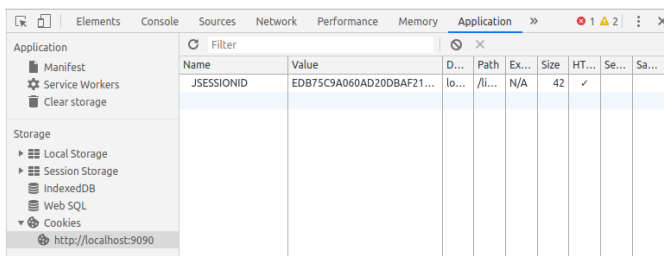 Elements Console Sources Network Performance Memory Application » 1 2
Application
Manifest
Service Workers
Clear storage
Storage
Local Storage
Session Storage
IndexedDB
Web SQL
Cookies
http://localhost:9090
Filter
Name Value D... Path Ex... Size HT... Se... Sa...
JSESSIONID EDB75C9A060AD20DBAF21... lo... /li... N/A 42 ✓